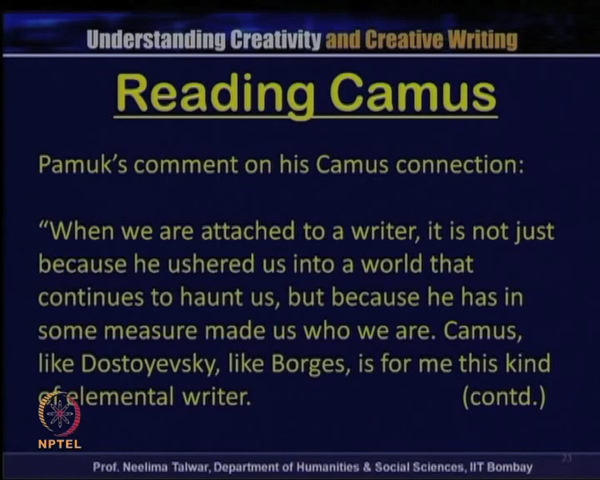 Understanding Creativity and Creative Writing
Reading Camus
Pamuk's comment on his Camus connection:
“When we are attached to a writer, it is not just
because he ushered us into a world that
continues to haunt us, but because he has in
some measure made us who we are. Camus,
like Dostoyevsky, like Borges, is for me this kind
of elemental writer. (contd.)
NPTEL
23
Prof. Neelima Talwar, Department of Humanities & Social Sciences, IIT Bombay